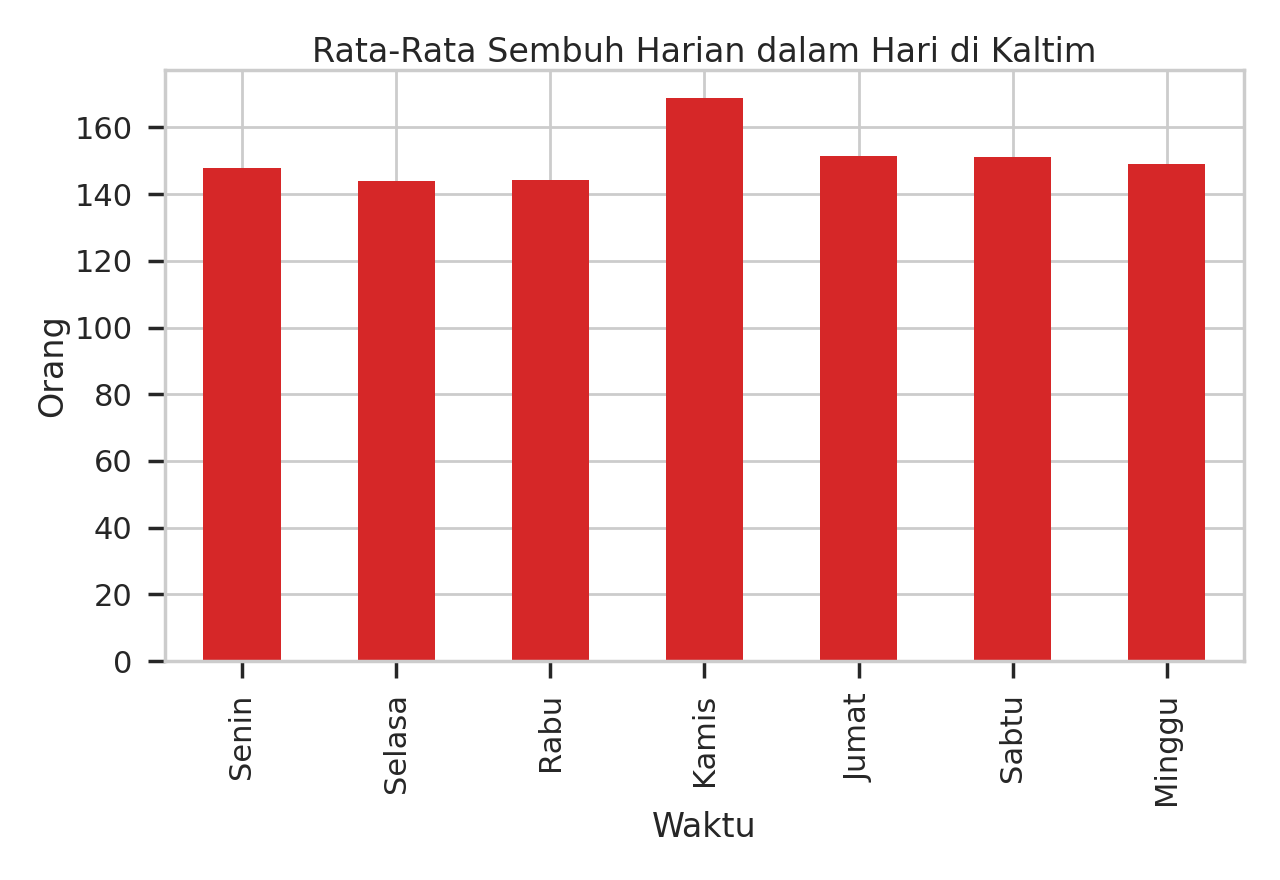 Rata-Rata Sembuh Harian dalam Hari di Kaltim
Orang
160
140
120
100
80
60
40
20
0
Senin
Selasa
Rabu
Kamis
Jumat
Sabtu
Minggu
Waktu